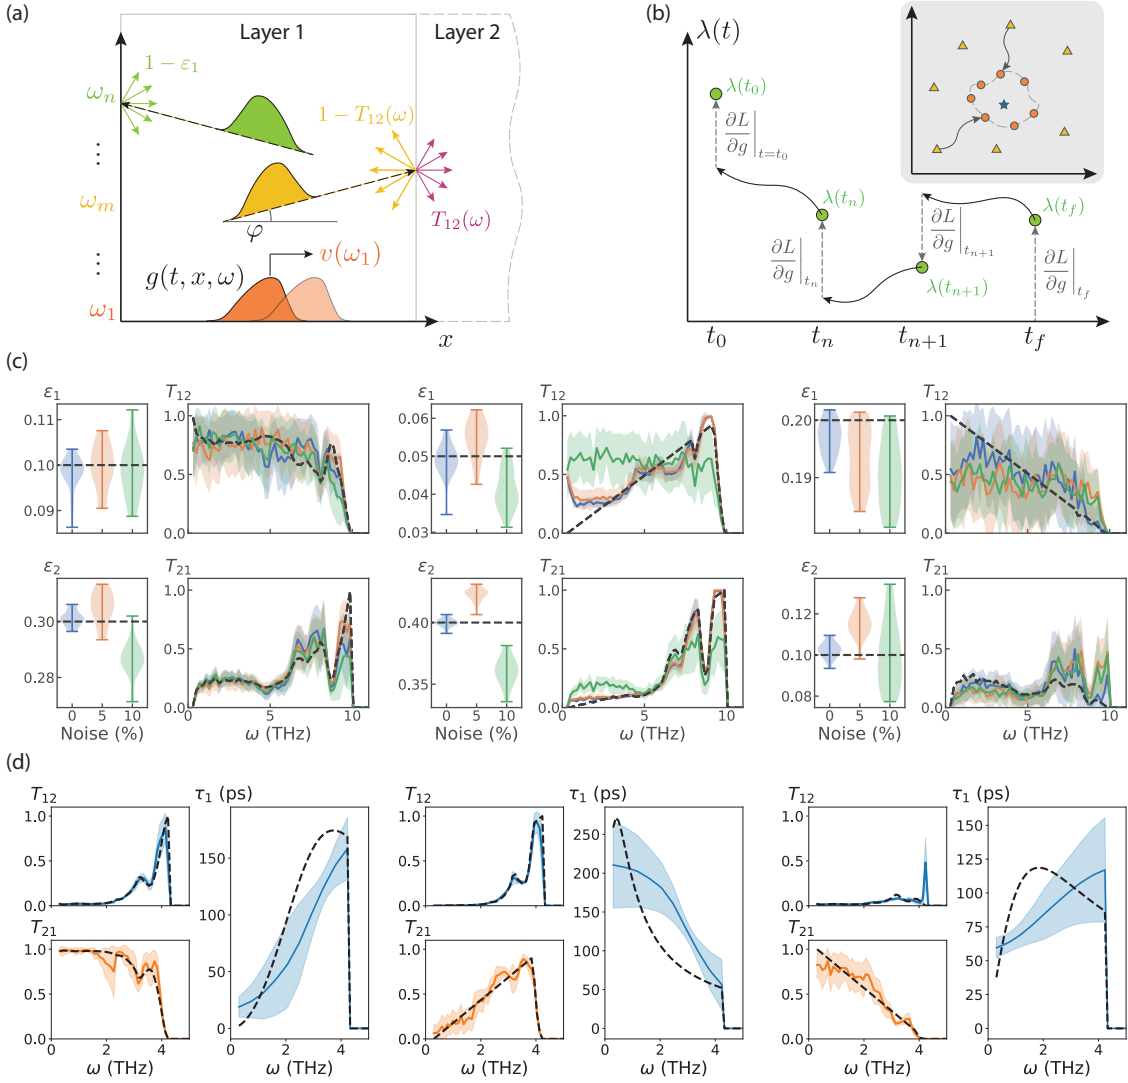 (a)
Layer 1
Layer 2
1 − ε₁
ωₙ
1 − T₁₂(ω)
⋮
ωₘ
φ
T₁₂(ω)
⋮
v(ω₁)
g(t, x, ω)
ω₁
x
(b)
λ(t)
λ(t₀)
∂L/∂g|ₜ₌ₜ₀
λ(tₙ)
λ(t_f)
∂L/∂g|ₜₙ
∂L/∂g|ₜₙ₊₁
∂L/∂g|t_f
λ(tₙ₊₁)
t₀ tₙ tₙ₊₁ t_f
(c)
ε₁ T₁₂ ε₁ T₁₂ ε₁ T₁₂
0.11 0.10 0.09
1.0 0.5 0.0
0.06 0.05 0.04 0.03
1.0 0.5 0.0
0.20 0.19
1.0 0.5 0.0
ε₂ T₂₁ ε₂ T₂₁ ε₂ T₂₁
0.30 0.28
1.0 0.5 0.0
0.40 0.35
1.0 0.5 0.0
0.12 0.10 0.08
1.0 0.5 0.0
0 5 10 0 5 10 0 5 10 0 5 10 0 5 10 0 5 10
Noise (%) ω (THz) Noise (%) ω (THz) Noise (%) ω (THz)
(d)
T₁₂ τ₁ (ps) T₁₂ τ₁ (ps) T₁₂ τ₁ (ps)
1.0 0.5 0.0
150 100 50 0
1.0 0.5 0.0
250 200 150 100 50 0
1.0 0.5 0.0
150 125 100 75 50 25 0
T₂₁ T₂₁ T₂₁
1.0 0.5 0.0
1.0 0.5 0.0
1.0 0.5 0.0
0 2 4 0 2 4 0 2 4 0 2 4 0 2 4 0 2 4
ω (THz) ω (THz) ω (THz) ω (THz) ω (THz) ω (THz)